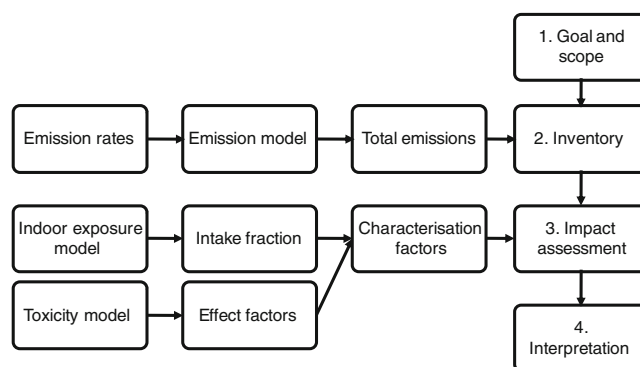 1. Goal and
scope
Emission rates
Emission model
Total emissions
2. Inventory
Indoor exposure
model
Intake fraction
Characterisation
factors
3. Impact
assessment
Toxicity model
Effect factors
4.
Interpretation